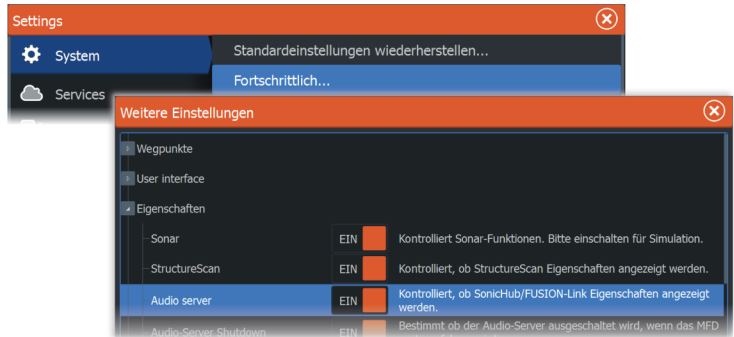 Settings
System
Standardeinstellungen wiederherstellen...
Fortschrittlich...
Services
Weitere Einstellungen
Wegpunkte
User interface
Eigenschaften
Sonar EIN Kontrolliert Sonar-Funktionen. Bitte einschalten für Simulation.
StructureScan EIN Kontrolliert, ob StructureScan Eigenschaften angezeigt werden.
Audio server EIN Kontrolliert, ob SonicHub/FUSION-Link Eigenschaften angezeigt
werden.
Audio-Server Shutdown EIN Bestimmt ob der Audio-Server ausgeschaltet wird, wenn das MFD